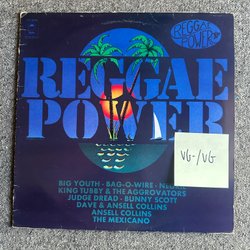 REGGAE
POWER
REGGAE
POWER
VG-/VG
BIG YOUTH · BAG-O-WIRE
KING TUBBY & THE AGGROVATORS
JUDGE DREAD · BUNNY SCOTT
DAVE & ANSELL COLLINS
ANSELL COLLINS
THE MEXICANO